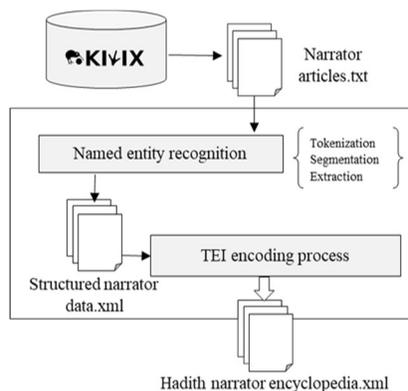 KIWIX
Narrator
articles.txt
Named entity recognition
Tokenization
Segmentation
Extraction
Structured narrator
data.xml
TEI encoding process
Hadith narrator encyclopedia.xml